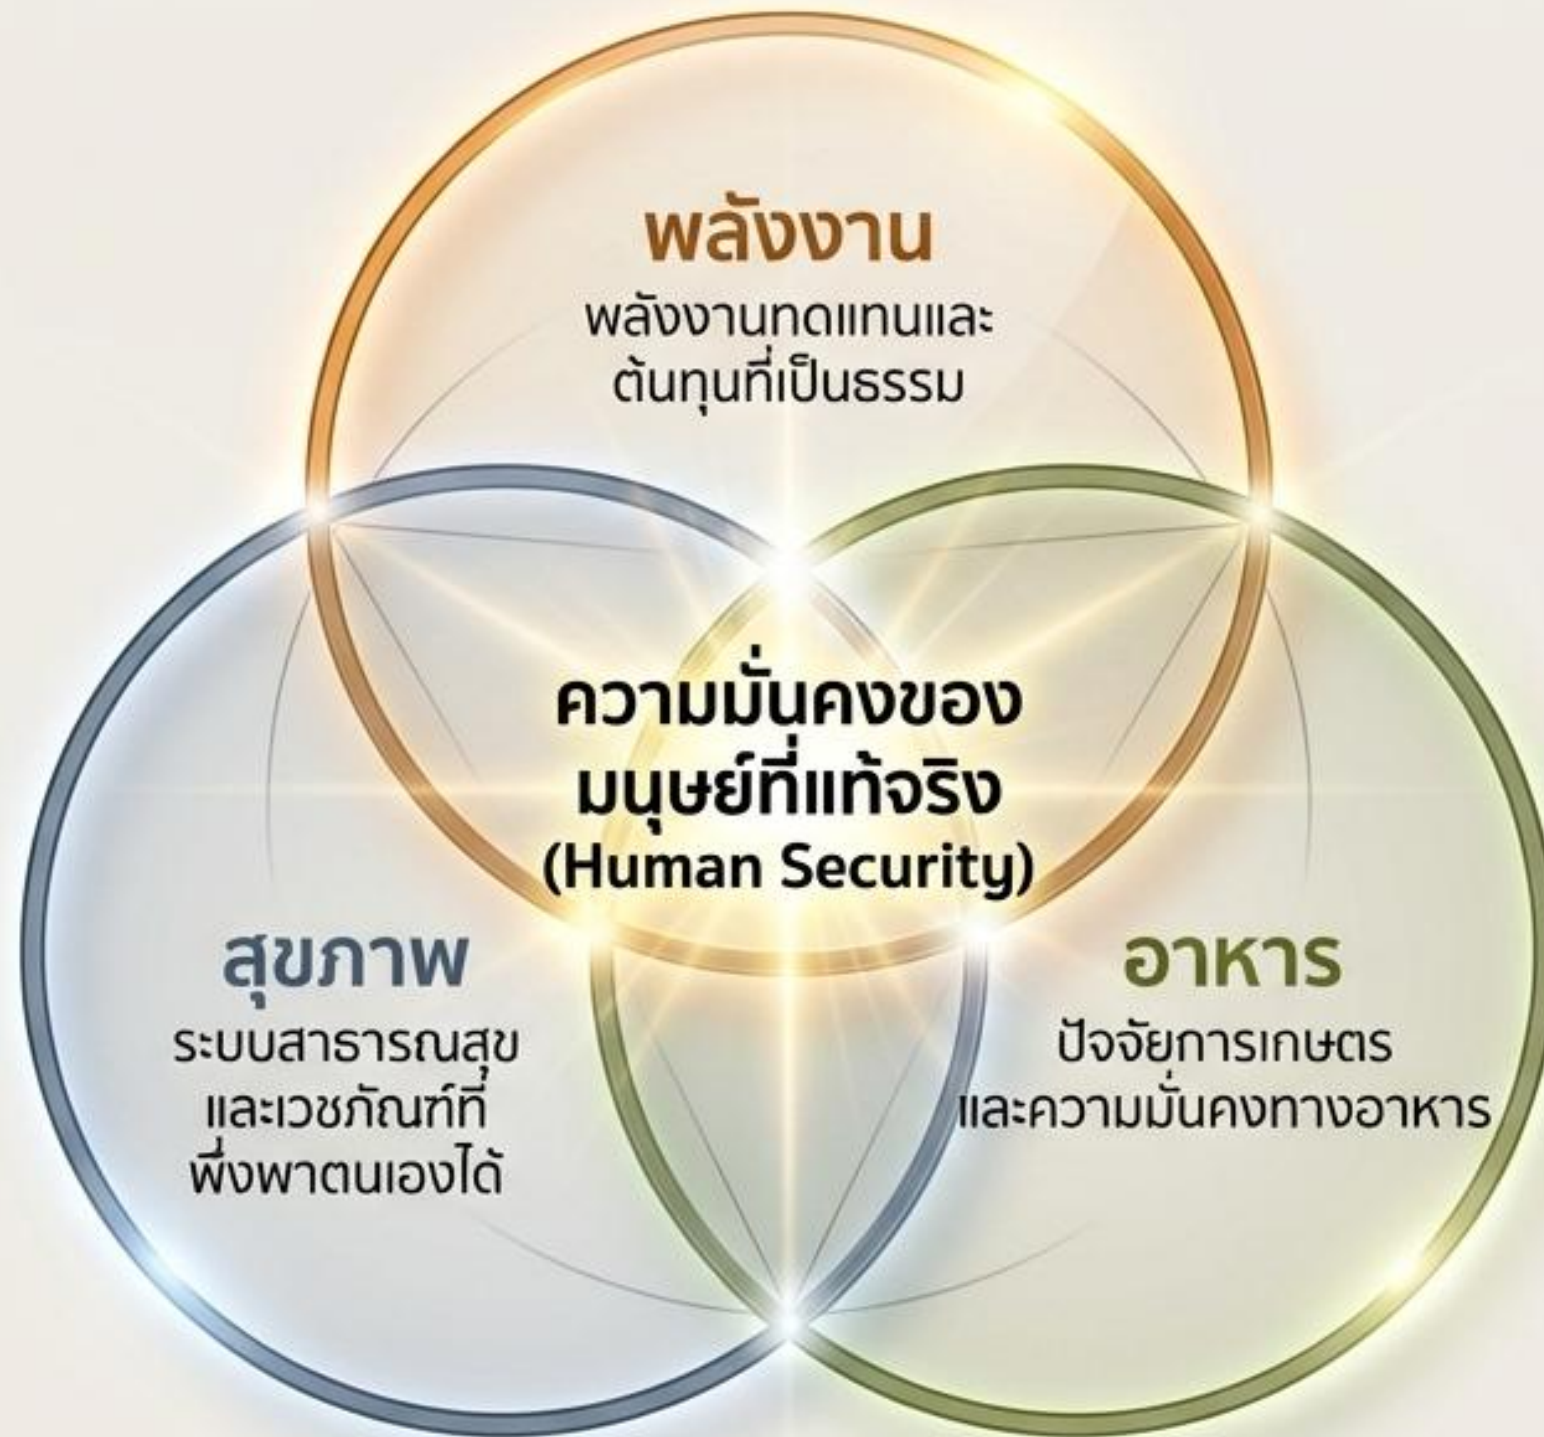 พลังงาน
พลังงานทดแทนและ
ต้นทุนที่เป็นธรรม
ความมั่นคงของ
มนุษย์ที่แท้จริง
(Human Security)
สุขภาพ
ระบบสาธารณสุข
และเวชภัณฑ์ที่
พึ่งพาตนเองได้
อาหาร
ปัจจัยการเกษตร
และความมั่นคงทางอาหาร